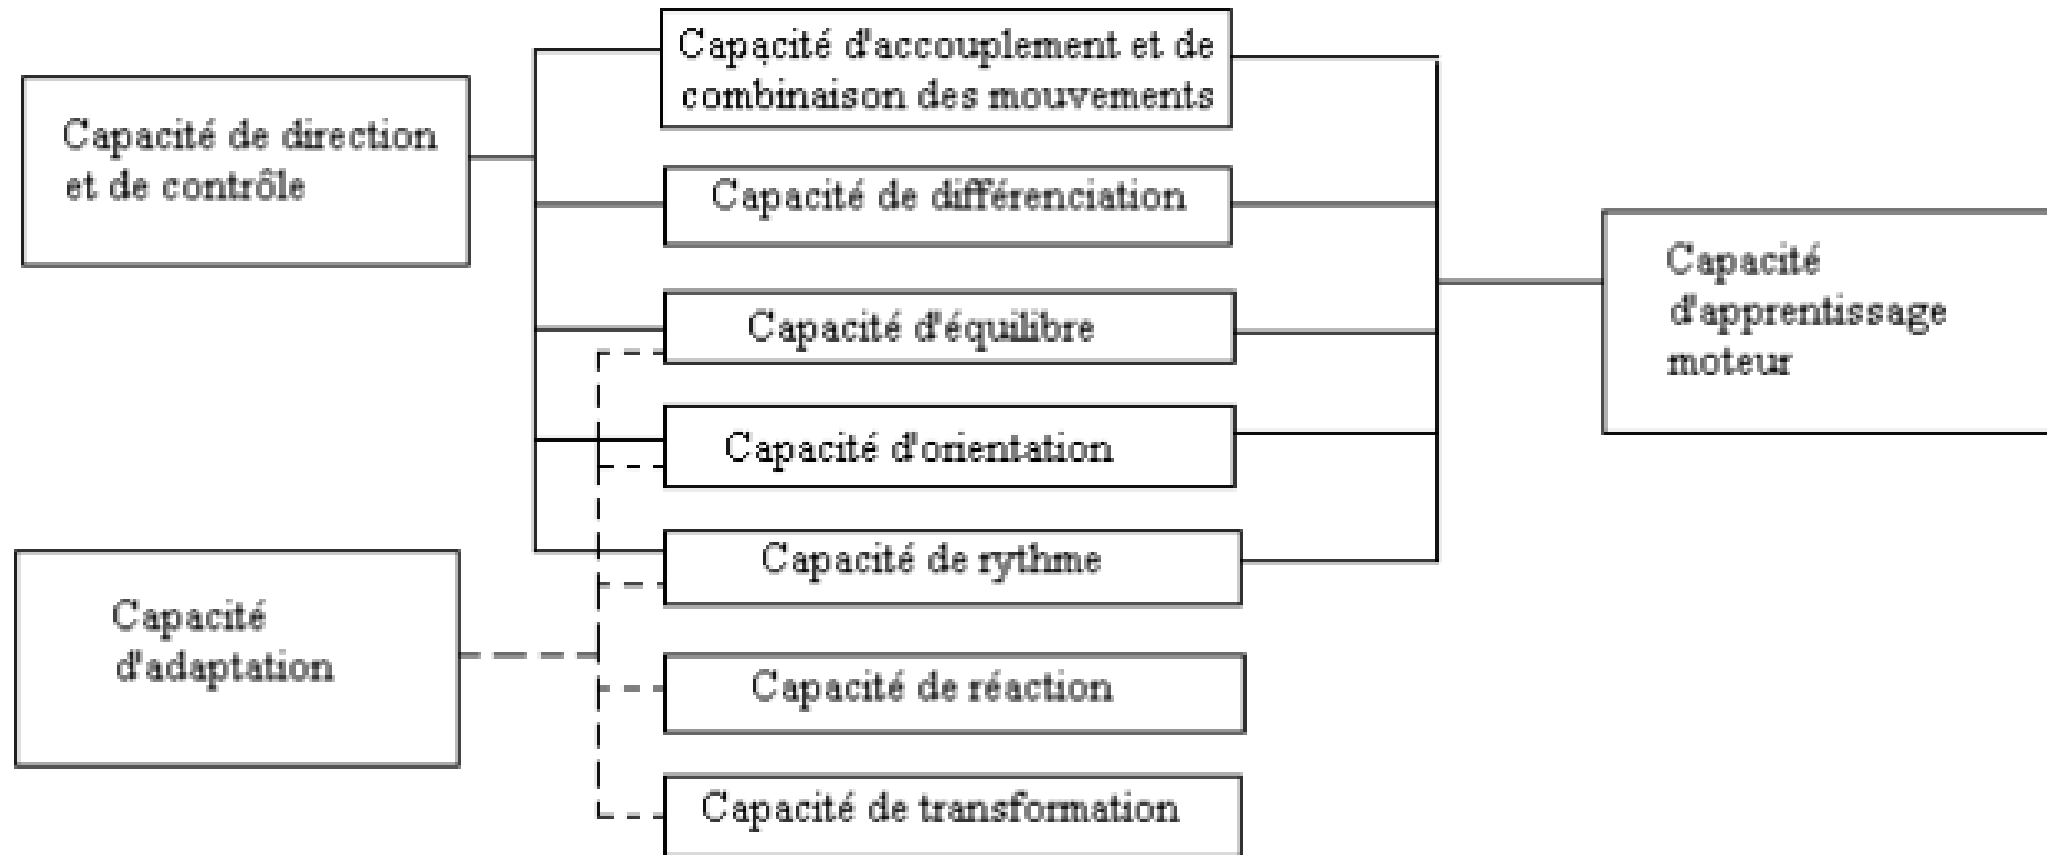 Capacité de direction
et de contrôle
Capacité
d'adaptation
Capacité d'accouplement et de
combinaison des mouvements
Capacité de différenciation
Capacité d'équilibre
Capacité d'orientation
Capacité de rythme
Capacité de réaction
Capacité de transformation
Capacité
d'apprentissage
moteur